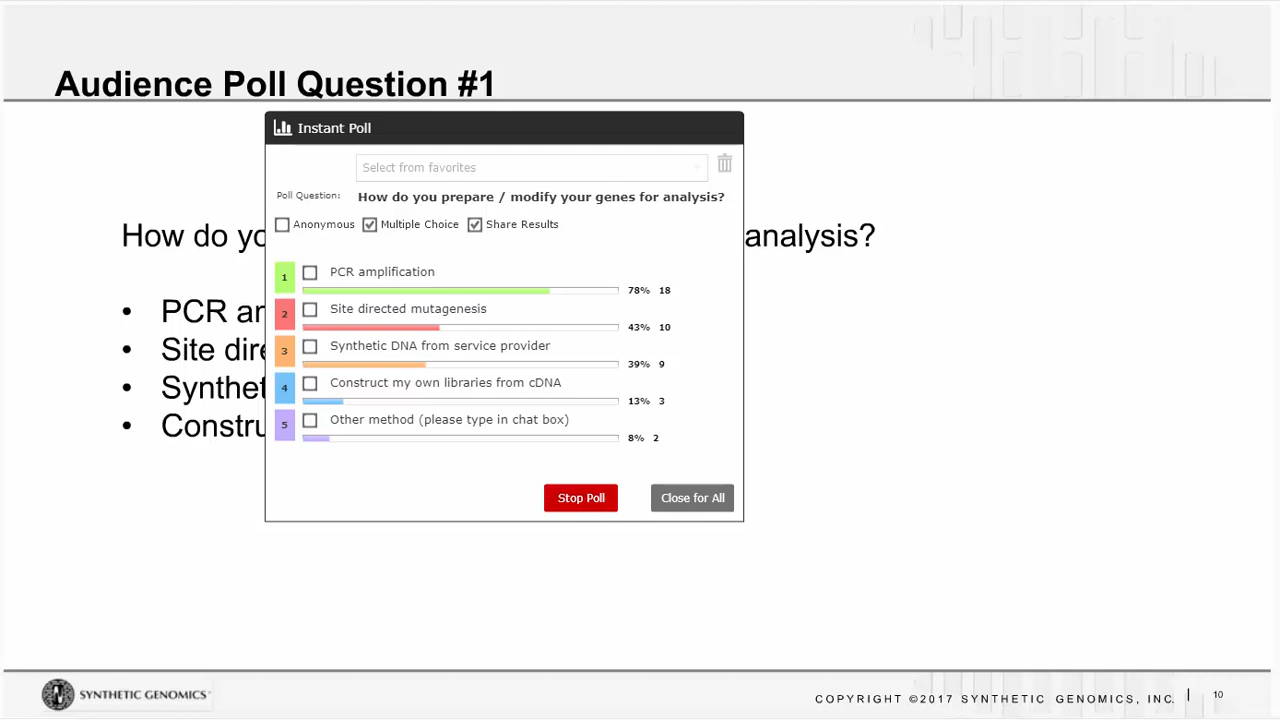 Audience Poll Question #1
Instant Poll
Select from favorites
Poll Question: How do you prepare / modify your genes for analysis?
Anonymous Multiple Choice Share Results
How do yo analysis?
1 PCR amplification
78% 18
2 Site directed mutagenesis
43% 10
3 Synthetic DNA from service provider
39% 9
4 Construct my own libraries from cDNA
13% 3
5 Other method (please type in chat box)
8% 2
• PCR ar
• Site dire
• Synthet
• Constru
Stop Poll Close for All
SYNTHETIC GENOMICS
COPYRIGHT ©2017 SYNTHETIC GENOMICS, INC. | 10